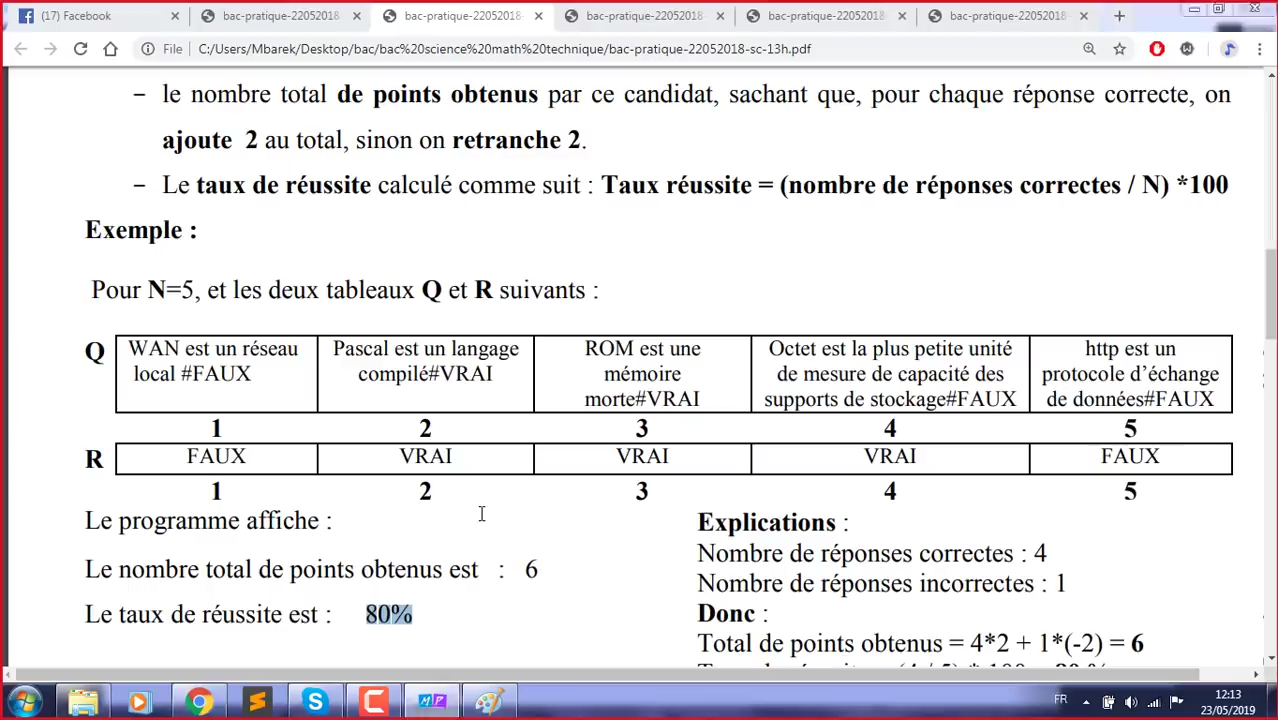 (17) Facebook
bac-pratique-22052018-
bac-pratique-22052018-
bac-pratique-22052018-
bac-pratique-22052018-
bac-pratique-22052018-
File C:/Users/Mbarek/Desktop/bac/bac%20science%20math%20technique/bac-pratique-22052018-sc-13h.pdf
− le nombre total de points obtenus par ce candidat, sachant que, pour chaque réponse correcte, on
ajoute 2 au total, sinon on retranche 2.
− Le taux de réussite calculé comme suit : Taux réussite = (nombre de réponses correctes / N) *100
Exemple :
Pour N=5, et les deux tableaux Q et R suivants :
Q
WAN est un réseau
local #FAUX
Pascal est un langage
compilé#VRAI
ROM est une
mémoire
morte#VRAI
Octet est la plus petite unité
de mesure de capacité des
supports de stockage#FAUX
http est un
protocole d’échange
de données#FAUX
1 2 3 4 5
R FAUX VRAI VRAI VRAI FAUX
1 2 3 4 5
Le programme affiche :
Le nombre total de points obtenus est : 6
Le taux de réussite est : 80%
Explications :
Nombre de réponses correctes : 4
Nombre de réponses incorrectes : 1
Donc :
Total de points obtenus = 4*2 + 1*(-2) = 6
FR
12:13
23/05/2019